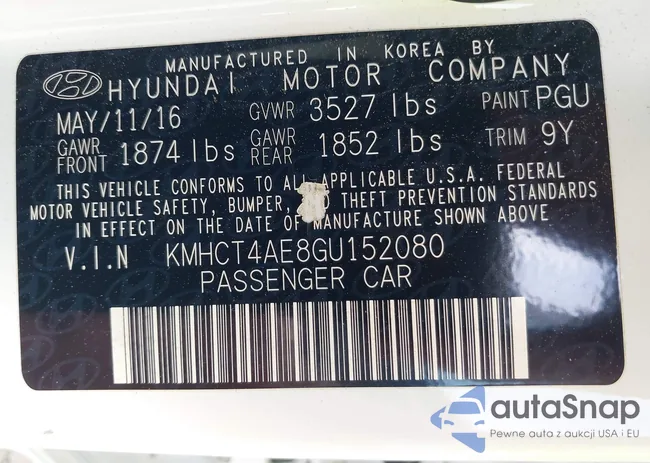 MANUFACTURED IN KOREA BY
HYUNDAI MOTOR COMPANY
MAY/11/16 GVWR 3527 lbs PAINT PGU
GAWR FRONT 1874 lbs GAWR REAR 1852 lbs TRIM 9Y
THIS VEHICLE CONFORMS TO ALL APPLICABLE U.S.A. FEDERAL
MOTOR VEHICLE SAFETY, BUMPER, THEFT PREVENTION STANDARDS
IN EFFECT ON THE DATE OF MANUFACTURE SHOWN ABOVE
V.I.N KMHCT4AE8GU152080
PASSENGER CAR
autaSnap
Pewne auta z aukcji USA i EU